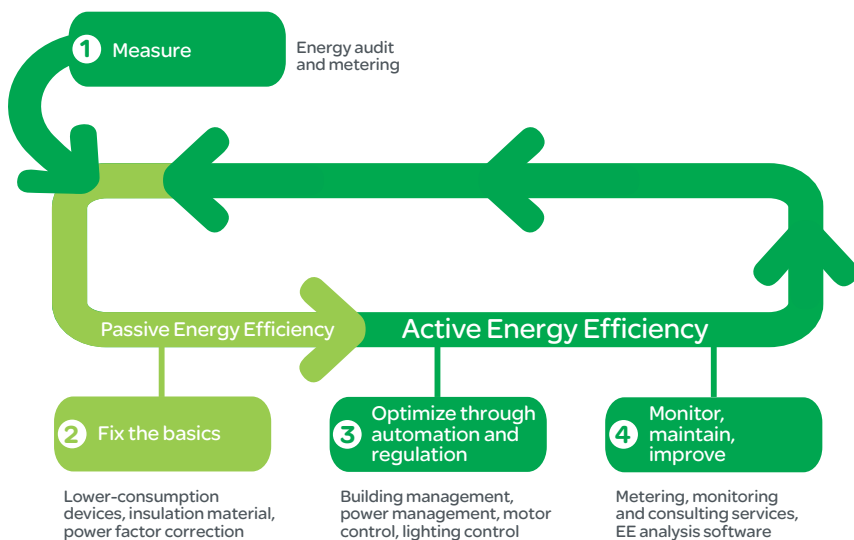 1 Measure
Energy audit
and metering
Passive Energy Efficiency
Active Energy Efficiency
2 Fix the basics
Lower-consumption
devices, insulation material,
power factor correction
3 Optimize through
automation and
regulation
Building management,
power management, motor
control, lighting control
4 Monitor,
maintain,
improve
Metering, monitoring
and consulting services,
EE analysis software